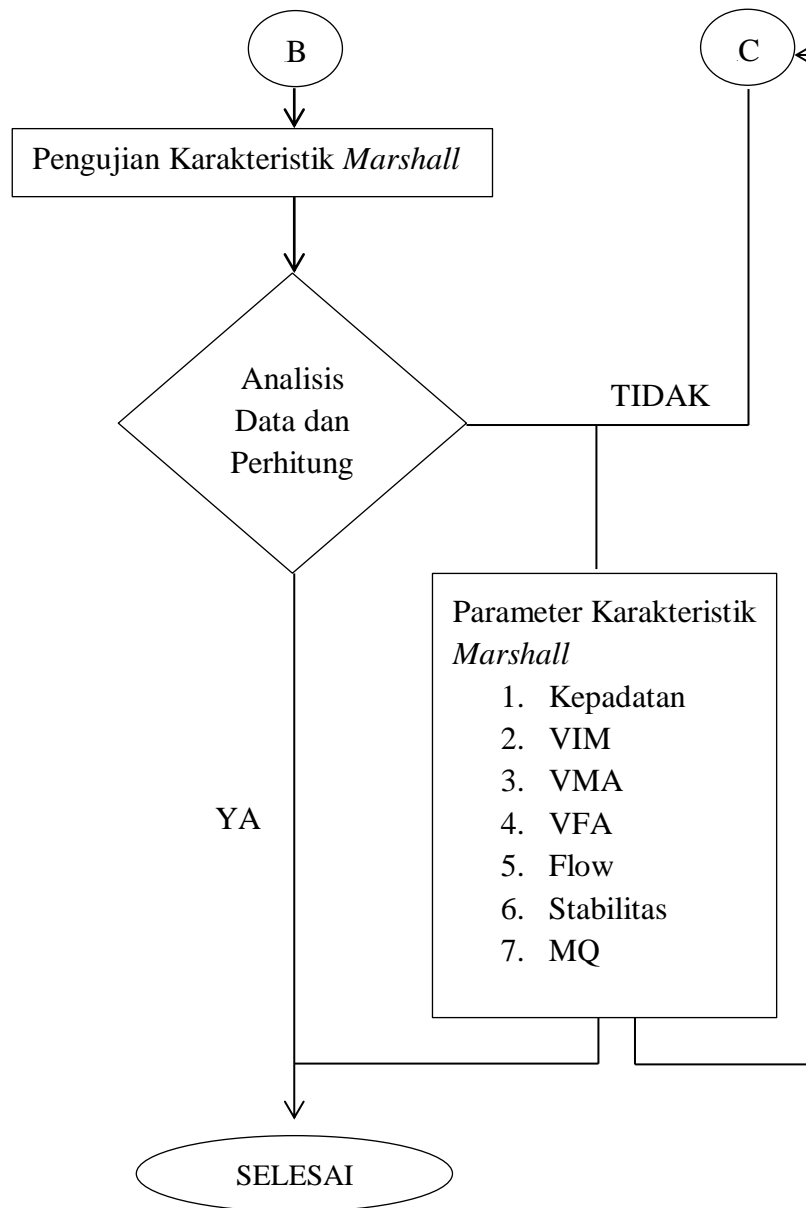 B
C
Pengujian Karakteristik Marshall
Analisis
Data dan
Perhitung
TIDAK
Parameter Karakteristik
Marshall
1. Kepadatan
2. VIM
3. VMA
4. VFA
5. Flow
6. Stabilitas
7. MQ
YA
SELESAI